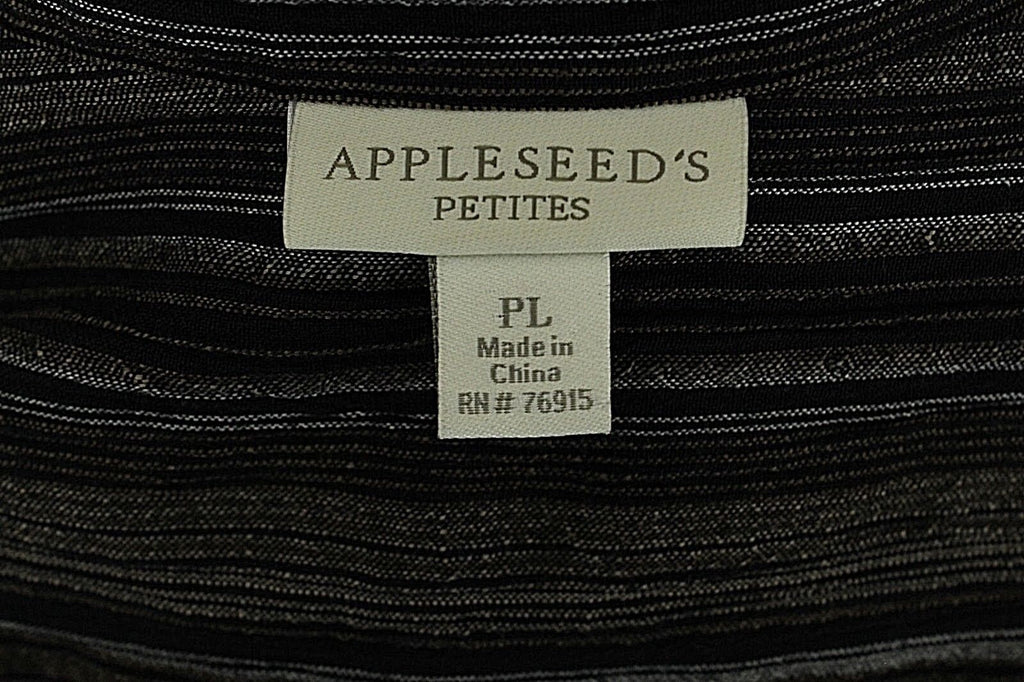 APPLESEED'S
PETITES
PL
Made in
China
RN# 76915